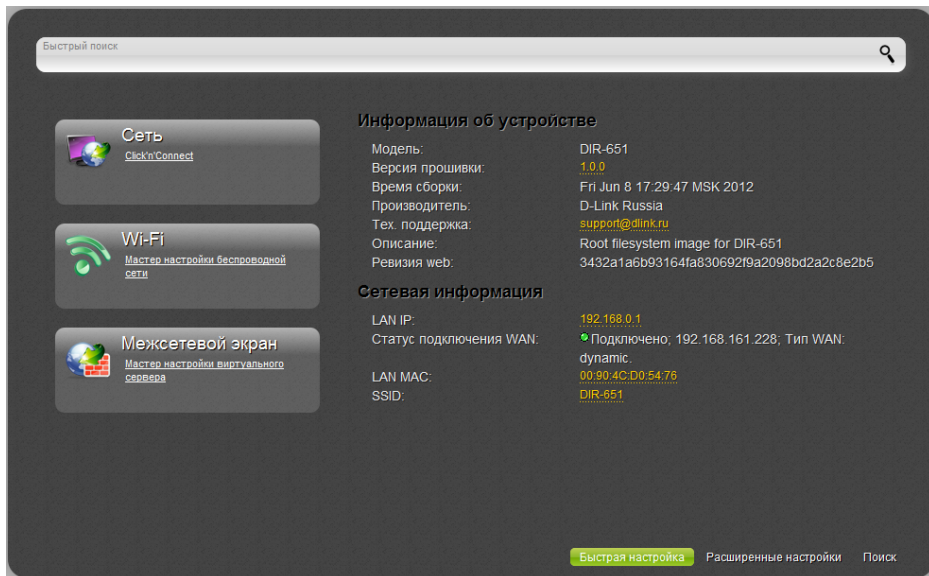 Быстрый поиск
Сеть
Click'n'Connect
Wi-Fi
Мастер настройки беспроводной
сети
Межсетевой экран
Мастер настройки виртуального
сервера
Информация об устройстве
Модель: DIR-651
Версия прошивки: 1.0.0
Время сборки: Fri Jun 8 17:29:47 MSK 2012
Производитель: D-Link Russia
Тех. поддержка: support@dlink.ru
Описание: Root filesystem image for DIR-651
Ревизия web: 3432a1a6b93164fa830692f9a2098bd2a2c8e2b5
Сетевая информация
LAN IP: 192.168.0.1
Статус подключения WAN: Подключено; 192.168.161.228; Тип WAN:
dynamic.
LAN MAC: 00:90:4C:D0:54:76
SSID: DIR-651
Быстрая настройка Расширенные настройки Поиск